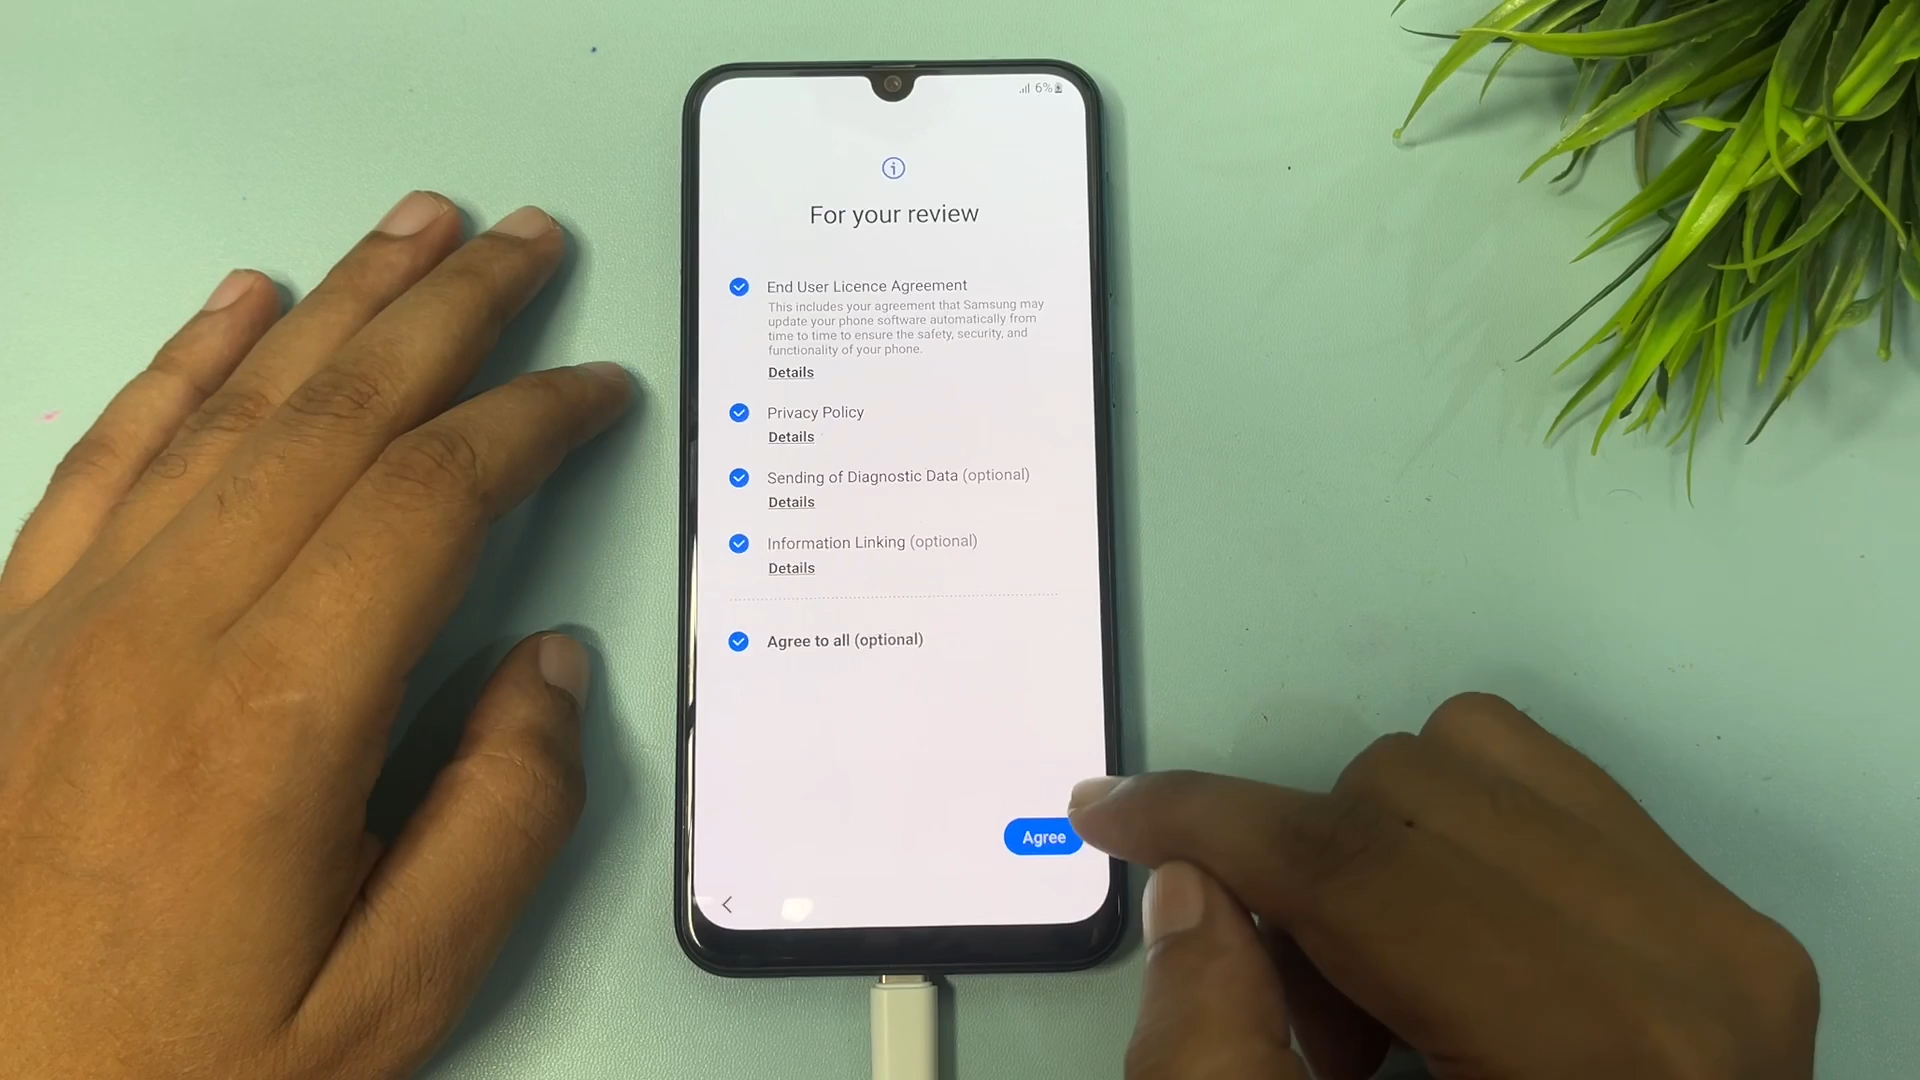 6%
For your review
End User Licence Agreement
This includes your agreement that Samsung may
update your phone software automatically from
time to time to ensure the safety, security, and
functionality of your phone.
Details
Privacy Policy
Details
Sending of Diagnostic Data (optional)
Details
Information Linking (optional)
Details
Agree to all (optional)
Agree